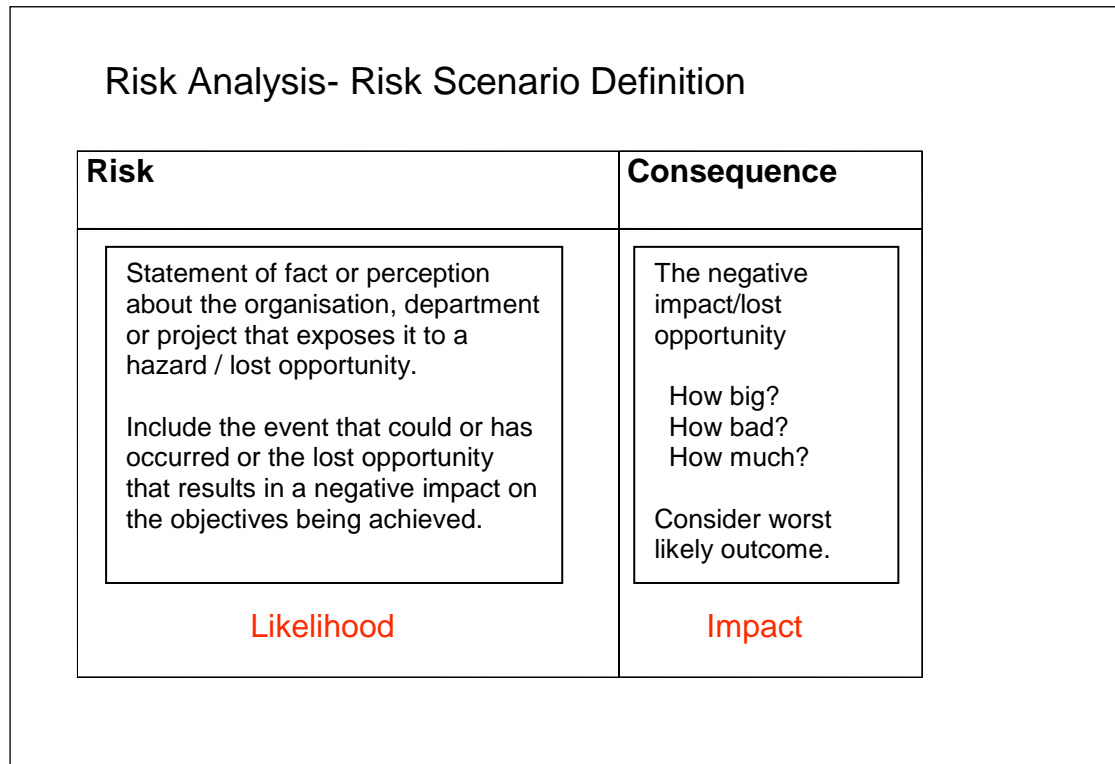 Risk Analysis- Risk Scenario Definition
Risk
Consequence
Statement of fact or perception
about the organisation, department
or project that exposes it to a
hazard / lost opportunity.
Include the event that could or has
occurred or the lost opportunity
that results in a negative impact on
the objectives being achieved.
Likelihood
The negative
impact/lost
opportunity
How big?
How bad?
How much?
Consider worst
likely outcome.
Impact